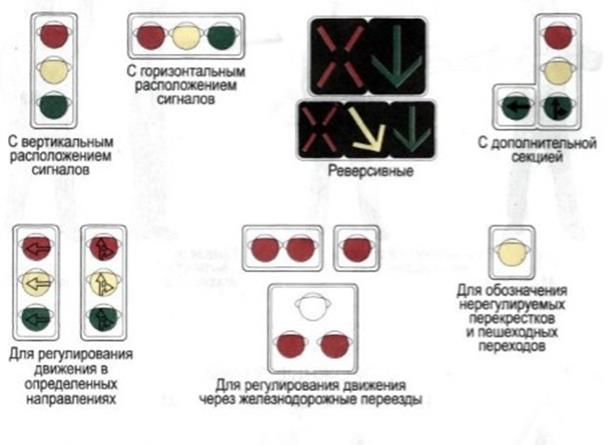 С вертикальным
расположением
сигналов
С горизонтальным
расположением
сигналов
Реверсивные
С дополнительной
секцией
Для регулирования
движения в
определенных
направлениях
Для регулирования движения
через железнодорожные переезды
Для обозначения
нерегулируемых
перекрестков
и пешеходных
переходов